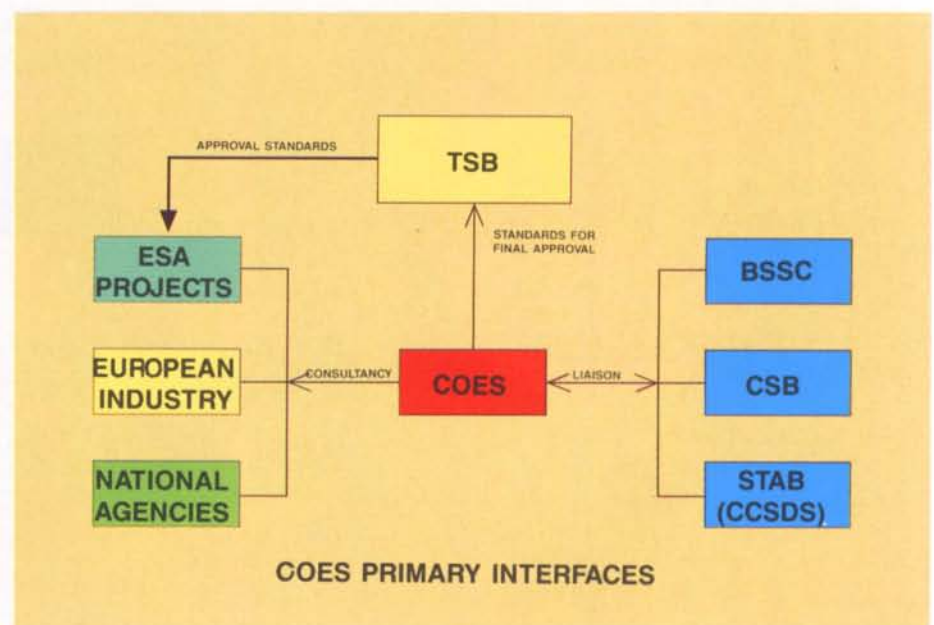 APPROVAL STANDARDS
TSB
STANDARDS FOR
FINAL APPROVAL
ESA
PROJECTS
BSSC
EUROPEAN
INDUSTRY
CONSULTANCY
COES
LIAISON
CSB
NATIONAL
AGENCIES
STAB
(CCSDS)
COES PRIMARY INTERFACES